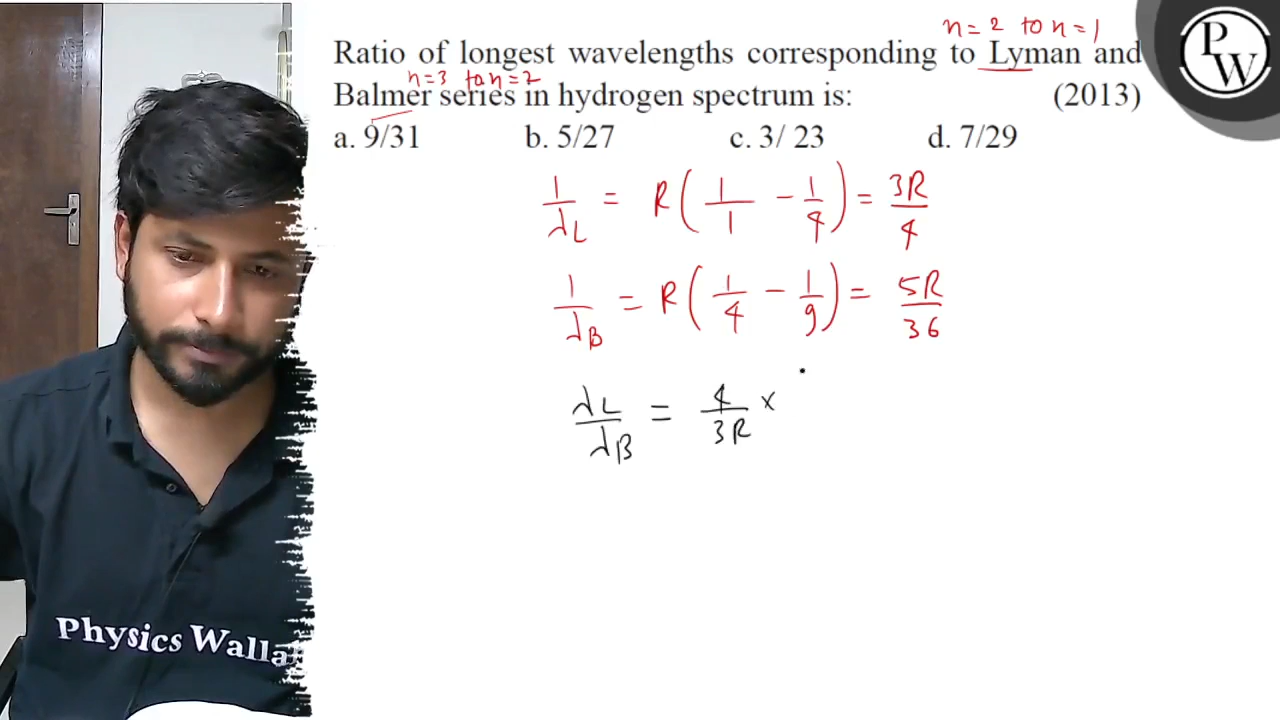 n=2 to n=1
Ratio of longest wavelengths corresponding to Lyman and
n=3 to n=2
Balmer series in hydrogen spectrum is: (2013)
a. 9/31 b. 5/27 c. 3/ 23 d. 7/29
1/λL = R(1/1 - 1/4) = 3R/4
1/λB = R(1/4 - 1/9) = 5R/36
λL/λB = 4/3R ×
PW
Physics Walla